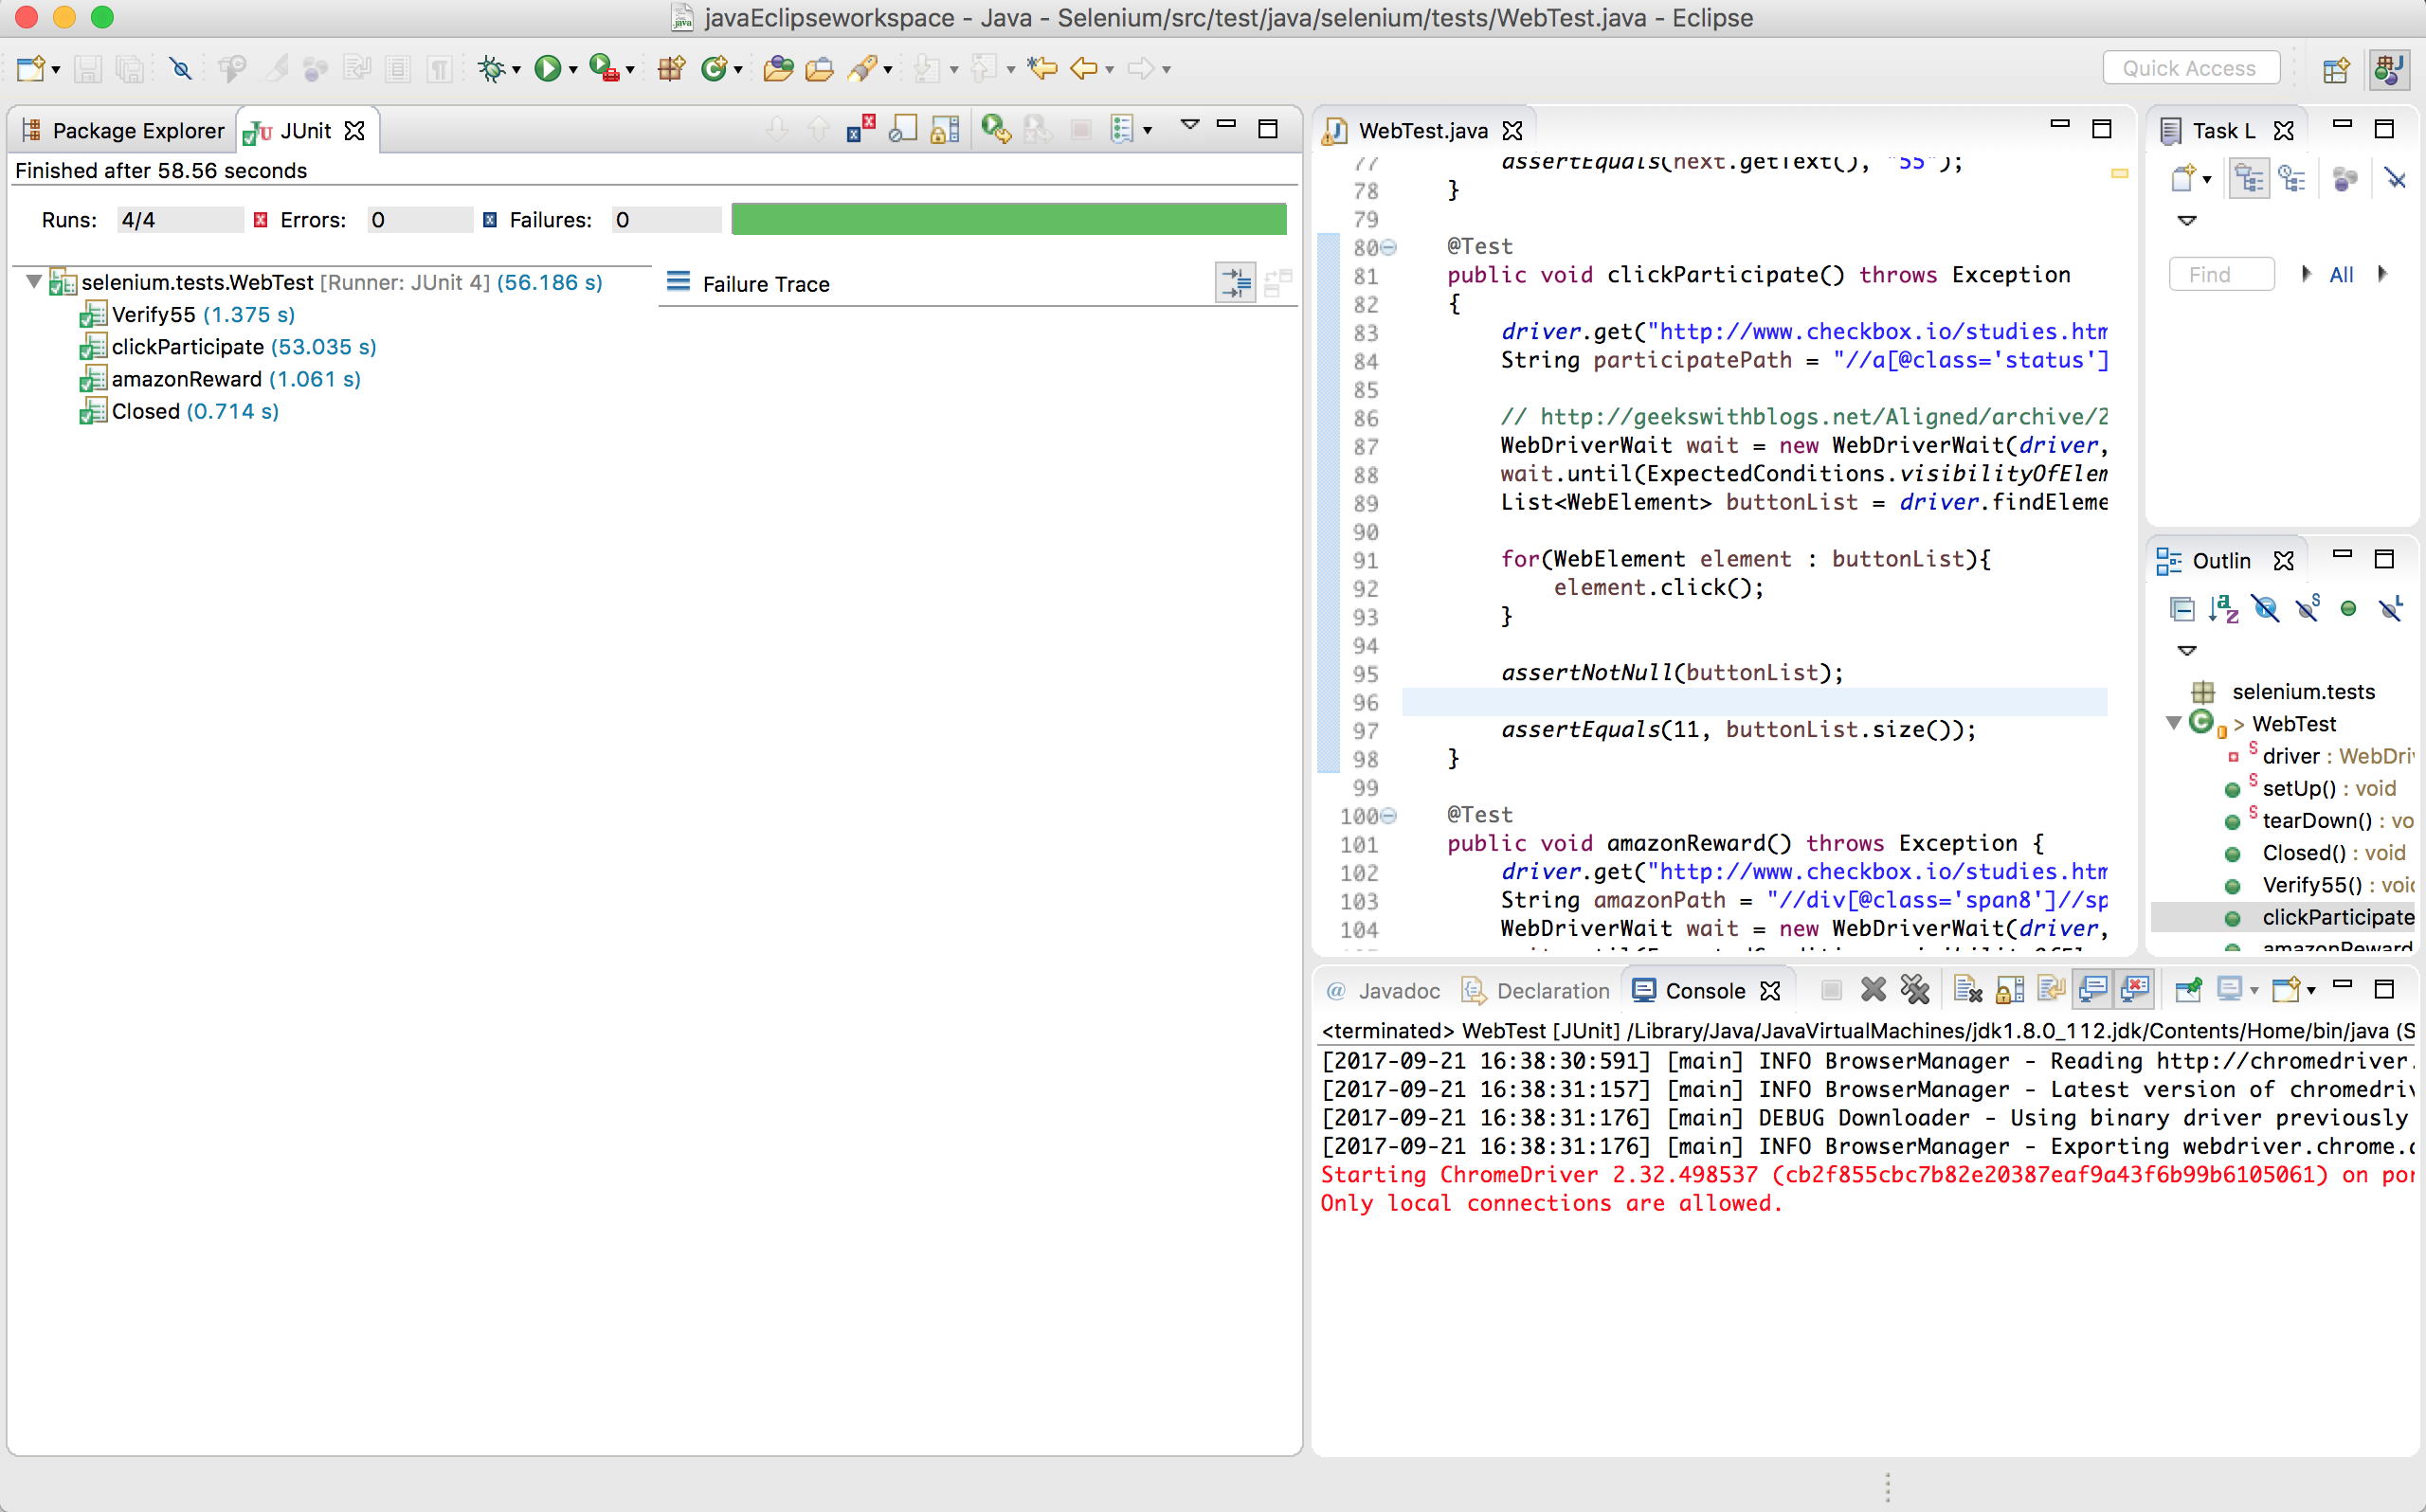 javaEclipseworkspace - Java - Selenium/src/test/java/selenium/tests/WebTest.java - Eclipse
Quick Access
Package Explorer
JUnit
Finished after 58.56 seconds
Runs: 4/4 Errors: 0 Failures: 0
selenium.tests.WebTest [Runner: JUnit 4] (56.186 s)
Verify55 (1.375 s)
clickParticipate (53.035 s)
amazonReward (1.061 s)
Closed (0.714 s)
Failure Trace
WebTest.java
77 assertEquals(next.getText(), "55");
78 }
79
80 @Test
81 public void clickParticipate() throws Exception
82 {
83 driver.get("http://www.checkbox.io/studies.htm
84 String participatePath = "//a[@class='status']
85
86 // http://geekswithblogs.net/Aligned/archive/2
87 WebDriverWait wait = new WebDriverWait(driver,
88 wait.until(ExpectedConditions.visibilityOfElem
89 List<WebElement> buttonList = driver.findEleme
90
91 for(WebElement element : buttonList){
92 element.click();
93 }
94
95 assertNotNull(buttonList);
96
97 assertEquals(11, buttonList.size());
98 }
99
100 @Test
101 public void amazonReward() throws Exception {
102 driver.get("http://www.checkbox.io/studies.htm
103 String amazonPath = "//div[@class='span8']//sp
104 WebDriverWait wait = new WebDriverWait(driver,
Task L
Find
All
Outlin
selenium.tests
> WebTest
driver : WebDri
setUp() : void
tearDown() : vo
Closed() : void
Verify55() : voi
clickParticipate
amazonReward
@ Javadoc
Declaration
Console
<terminated> WebTest [JUnit] /Library/Java/JavaVirtualMachines/jdk1.8.0_112.jdk/Contents/Home/bin/java (S
[2017-09-21 16:38:30:591] [main] INFO BrowserManager - Reading http://chromedriver.
[2017-09-21 16:38:31:157] [main] INFO BrowserManager - Latest version of chromedriv
[2017-09-21 16:38:31:176] [main] DEBUG Downloader - Using binary driver previously
[2017-09-21 16:38:31:176] [main] INFO BrowserManager - Exporting webdriver.chrome.d
Starting ChromeDriver 2.32.498537 (cb2f855cbc7b82e20387eaf9a43f6b99b6105061) on por
Only local connections are allowed.